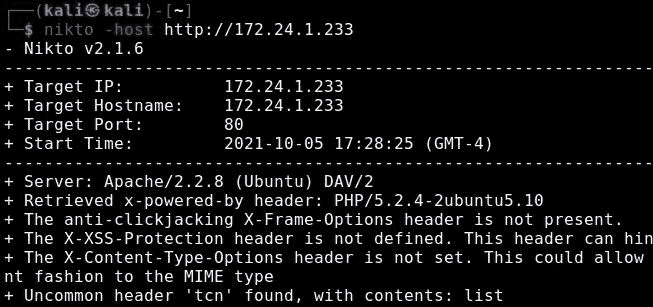 ┌──(kali㉿kali)-[~]
└─$ nikto -host http://172.24.1.233
- Nikto v2.1.6
---------------------------------------------------------------------------
+ Target IP:          172.24.1.233
+ Target Hostname:    172.24.1.233
+ Target Port:        80
+ Start Time:         2021-10-05 17:28:25 (GMT-4)
---------------------------------------------------------------------------
+ Server: Apache/2.2.8 (Ubuntu) DAV/2
+ Retrieved x-powered-by header: PHP/5.2.4-2ubuntu5.10
+ The anti-clickjacking X-Frame-Options header is not present.
+ The X-XSS-Protection header is not defined. This header can hin
+ The X-Content-Type-Options header is not set. This could allow
nt fashion to the MIME type
+ Uncommon header 'tcn' found, with contents: list